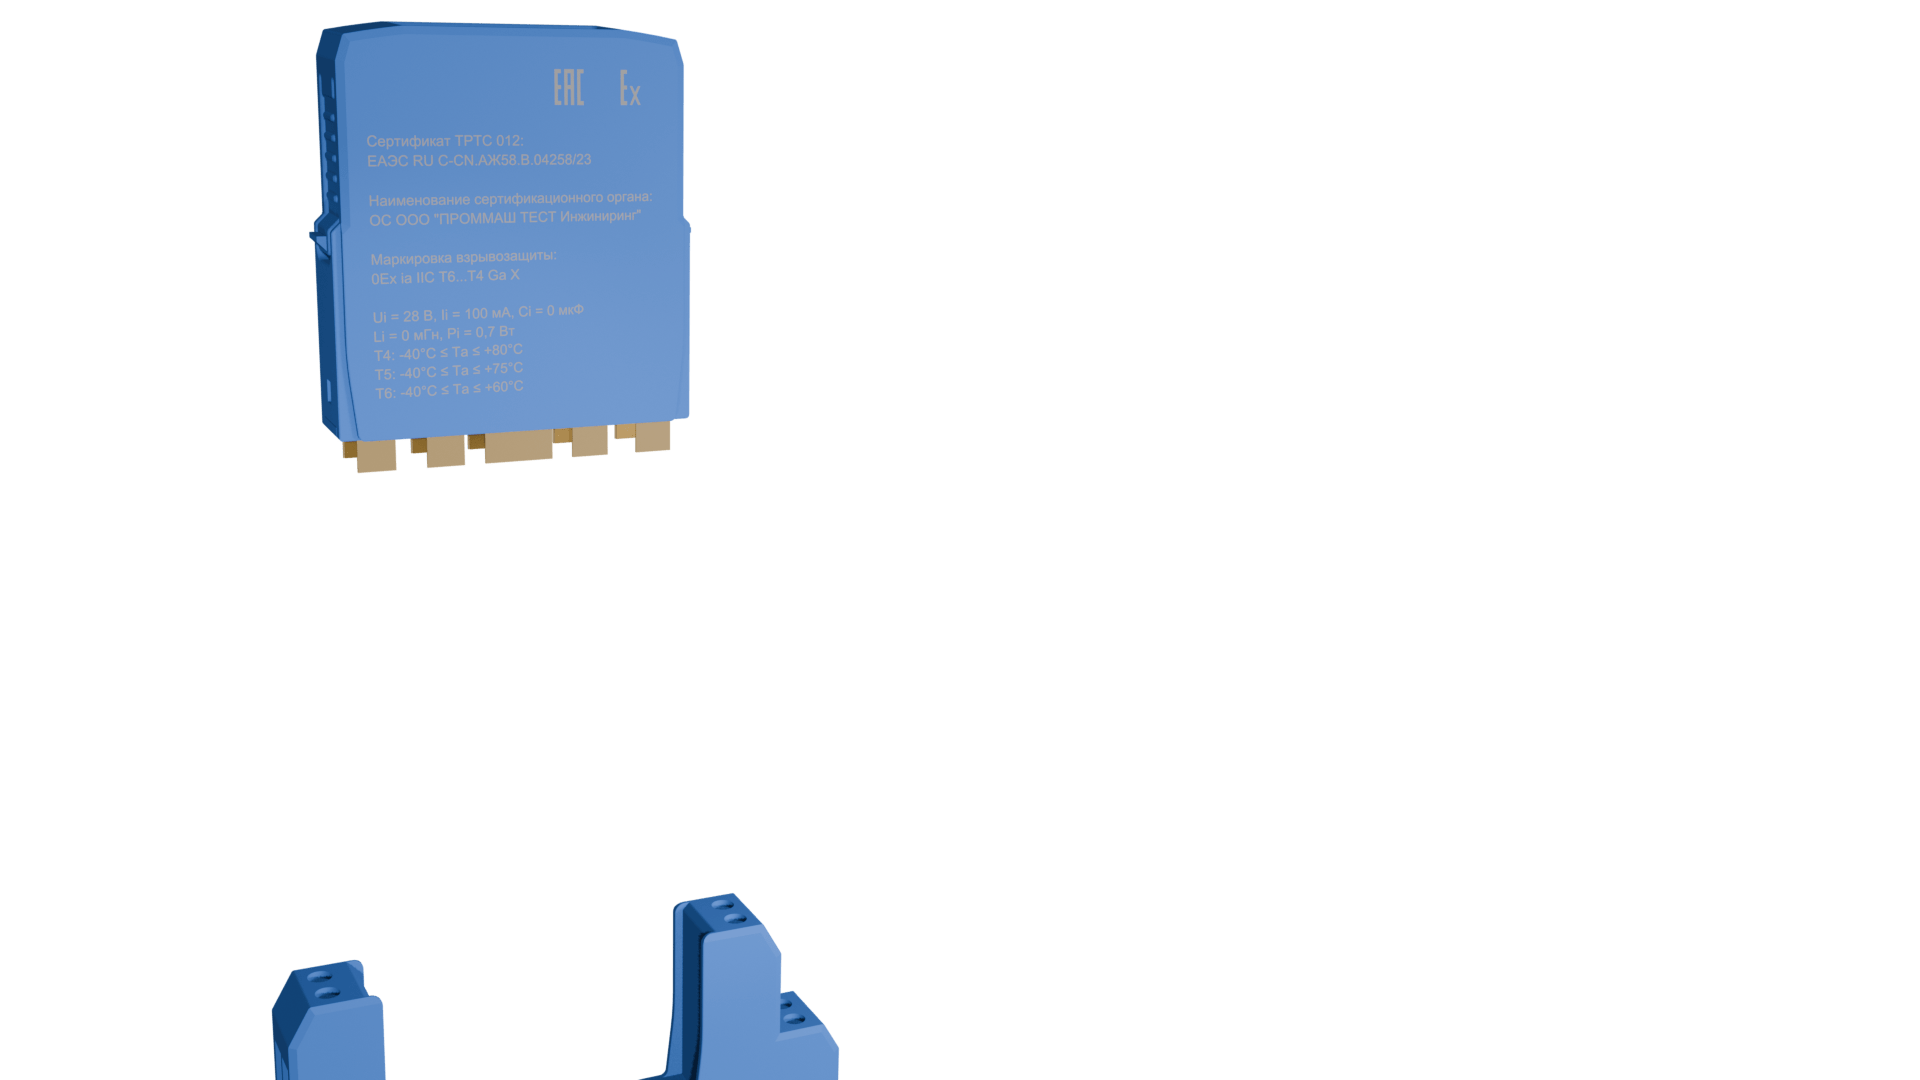 EAC Ex
Сертификат ТРТС 012:
ЕАЭС RU C-CN.АЖ58.В.04258/23
Наименование сертификационного органа:
ОС ООО "ПРОММАШ ТЕСТ Инжиниринг"
Маркировка взрывозащиты:
0Ex ia IIC T6...T4 Ga X
Ui = 28 В, Ii = 100 мА, Ci = 0 мкФ
Li = 0 мГн, Pi = 0,7 Вт
T4: -40°C ≤ Ta ≤ +80°C
T5: -40°C ≤ Ta ≤ +75°C
T6: -40°C ≤ Ta ≤ +60°C